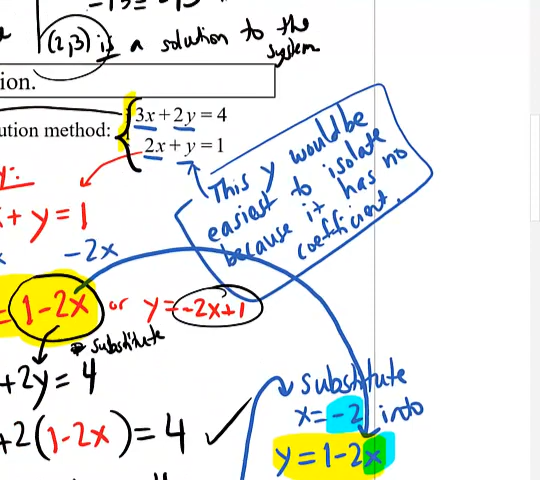 (2,3) is a solution to the
system
ion.
ution method: 3x + 2y = 4
2x + y = 1
This y would be
easiest to isolate
because it has no
coefficient.
+ y = 1
-2x
1-2x or y = -2x+1
substitute
+2y = 4
+2(1-2x) = 4
substitute
x = -2 into
y = 1-2x